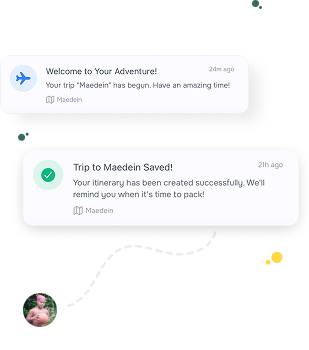 Welcome to Your Adventure!
24m ago
Your trip "Maedein" has begun. Have an amazing time!
Maedein
Trip to Maedein Saved!
21h ago
Your itinerary has been created successfully. We'll
remind you when it's time to pack!
Maedein